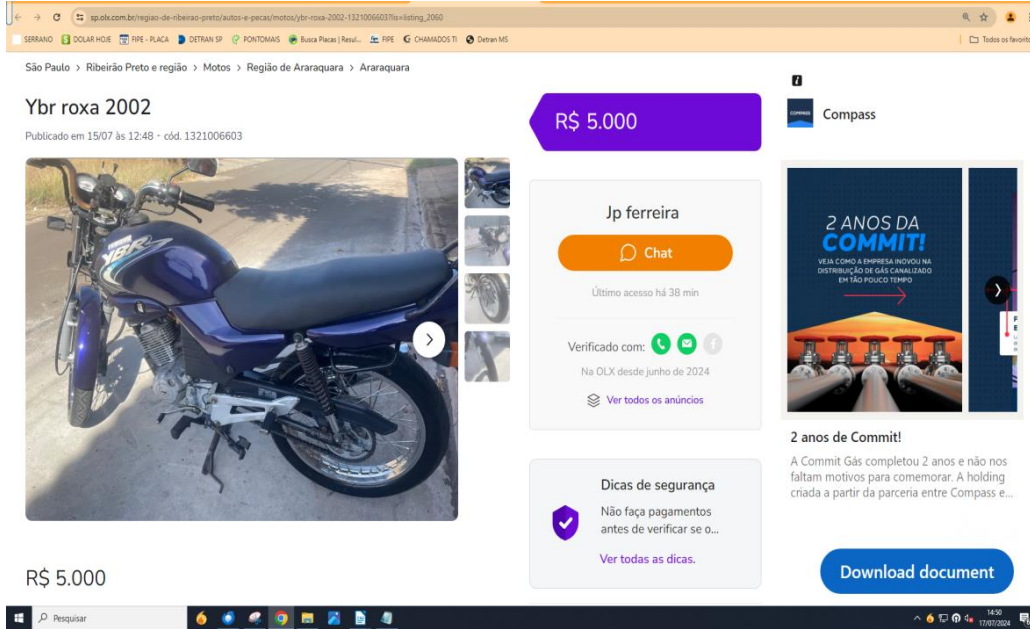 sp.olx.com.br/regiao-de-ribeirao-preto/autos-e-pecas/motos/ybr-roxa-2002-1321006603?lis=listing_2060
SERRANO DOLAR HOJE FIPE - PLACA DETRAN SP PONTOMAIS Busca Placas | Resul... FIPE CHAMADOS TI Detran MS Todos os favorito
São Paulo > Ribeirão Preto e região > Motos > Região de Araraquara > Araraquara
Ybr roxa 2002
Publicado em 15/07 às 12:48 - cód. 1321006603
YBR
R$ 5.000
R$ 5.000
Jp ferreira
Chat
Último acesso há 38 min
Verificado com:
Na OLX desde junho de 2024
Ver todos os anúncios
Dicas de segurança
Não faça pagamentos
antes de verificar se o...
Ver todas as dicas.
COMPASS
Compass
2 ANOS DA
COMMIT!
VEJA COMO A EMPRESA INOVOU NA
DISTRIBUIÇÃO DE GÁS CANALIZADO
EM TÃO POUCO TEMPO
2 anos de Commit!
A Commit Gás completou 2 anos e não nos
faltam motivos para comemorar. A holding
criada a partir da parceria entre Compass e...
Download document
Pesquisar
14:50
17/07/2024